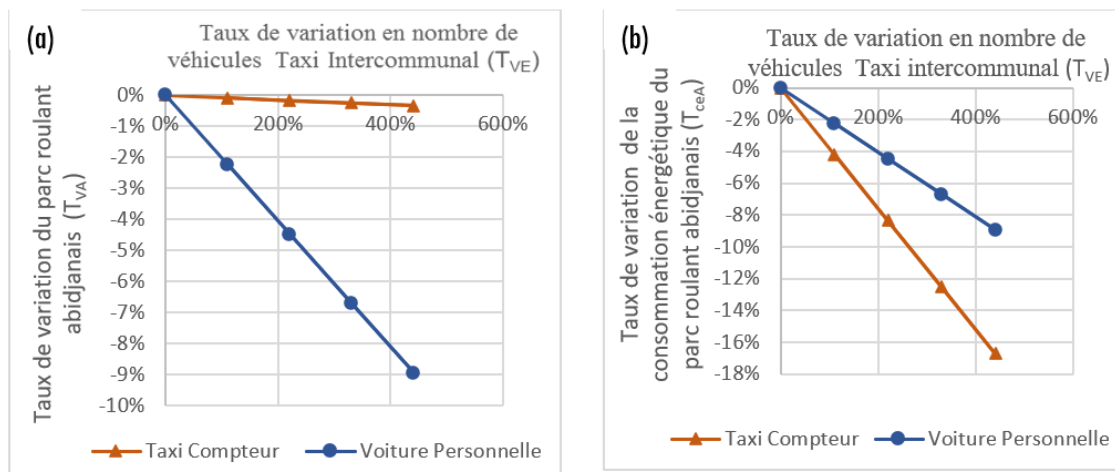 (a)
Taux de variation en nombre de
véhicules Taxi Intercommunal (TVE)
Taux de variation du parc roulant
abidjanais (TVA)
0%
-1%
-2%
-3%
-4%
-5%
-6%
-7%
-8%
-9%
-10%
0% 200% 400% 600%
Taxi Compteur Voiture Personnelle
(b)
Taux de variation en nombre de
véhicules Taxi intercommunal (TVE)
Taux de variation de la
consommation énergétique du
parc roulant abidjanais (TceA)
0%
-2%
-4%
-6%
-8%
-10%
-12%
-14%
-16%
-18%
0% 200% 400% 600%
Taxi Compteur Voiture Personnelle